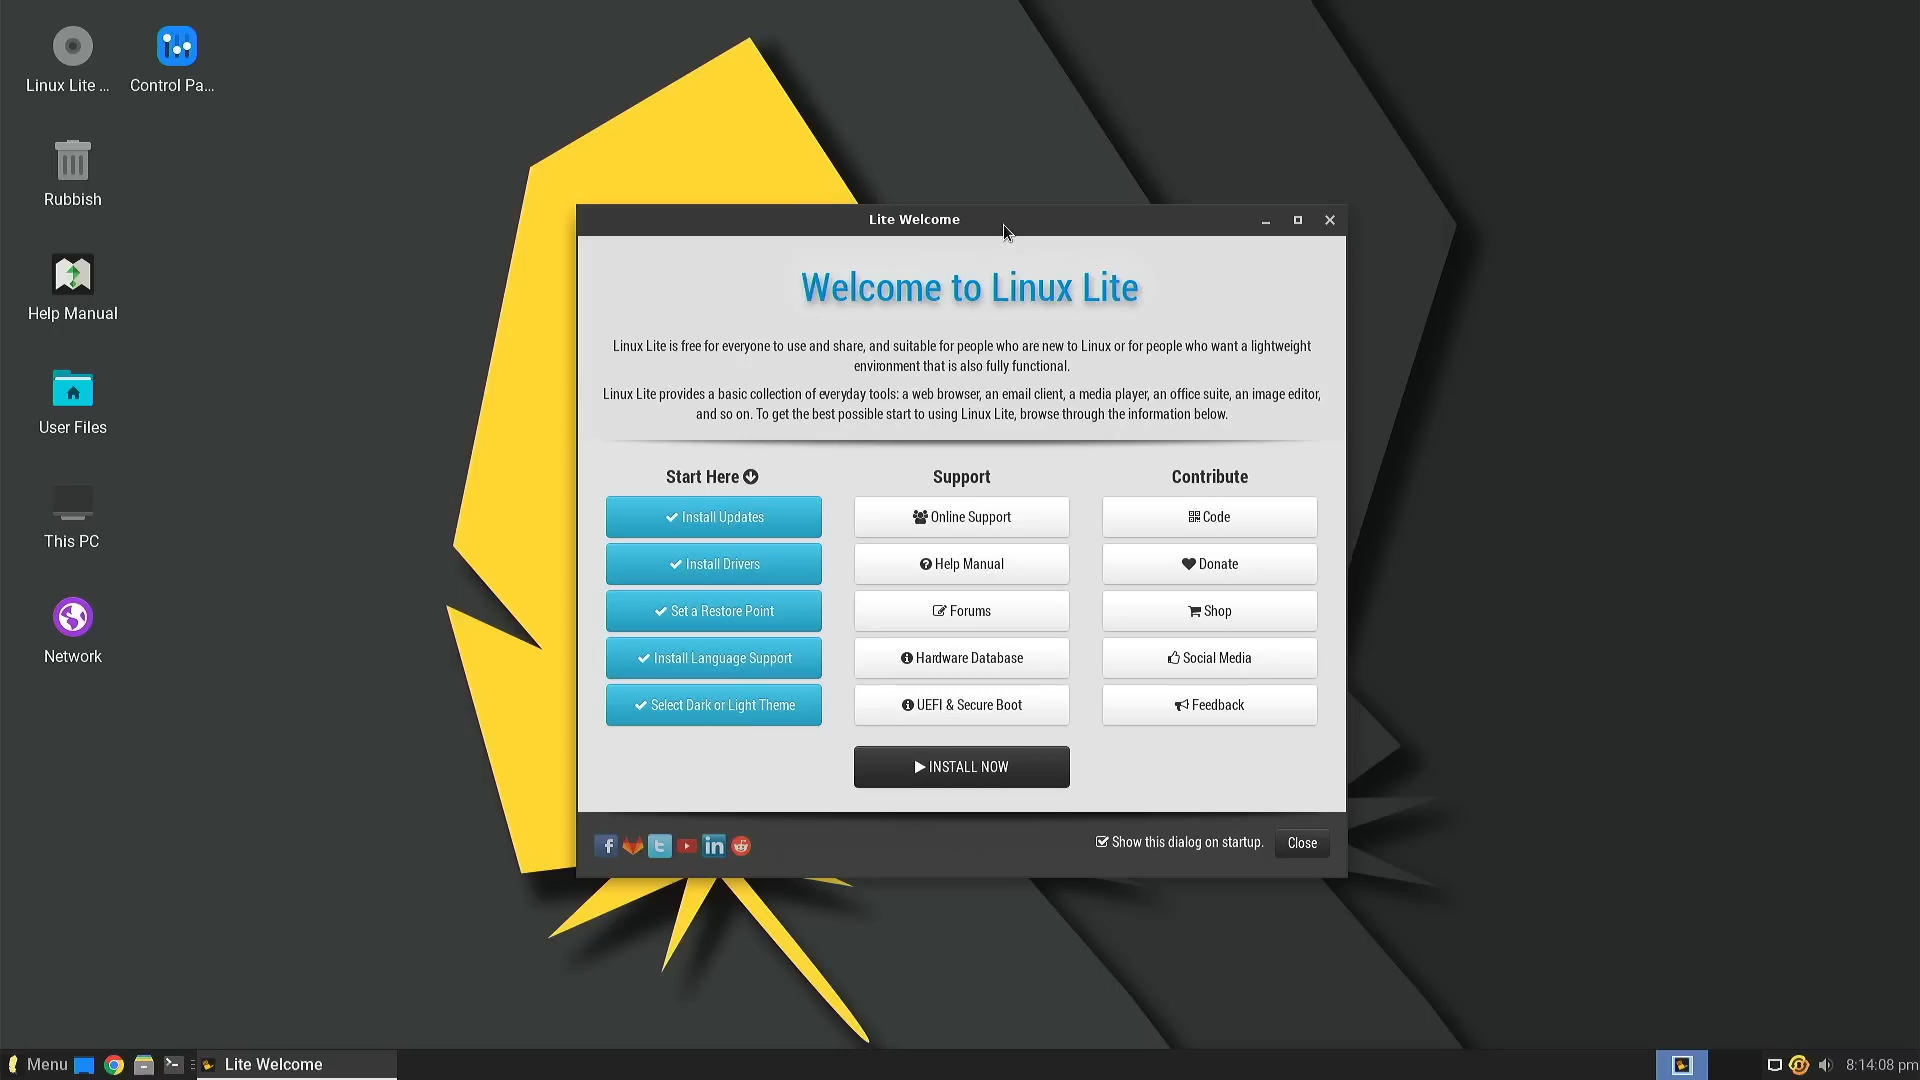 Linux Lite ...
Control Pa...
Rubbish
Help Manual
User Files
This PC
Network
Lite Welcome
Welcome to Linux Lite
Linux Lite is free for everyone to use and share, and suitable for people who are new to Linux or for people who want a lightweight
environment that is also fully functional.
Linux Lite provides a basic collection of everyday tools: a web browser, an email client, a media player, an office suite, an image editor,
and so on. To get the best possible start to using Linux Lite, browse through the information below.
Start Here
Install Updates
Install Drivers
Set a Restore Point
Install Language Support
Select Dark or Light Theme
Support
Online Support
Help Manual
Forums
Hardware Database
UEFI & Secure Boot
Contribute
Code
Donate
Shop
Social Media
Feedback
INSTALL NOW
Show this dialog on startup.
Close
Menu
Lite Welcome
8:14:08 pm